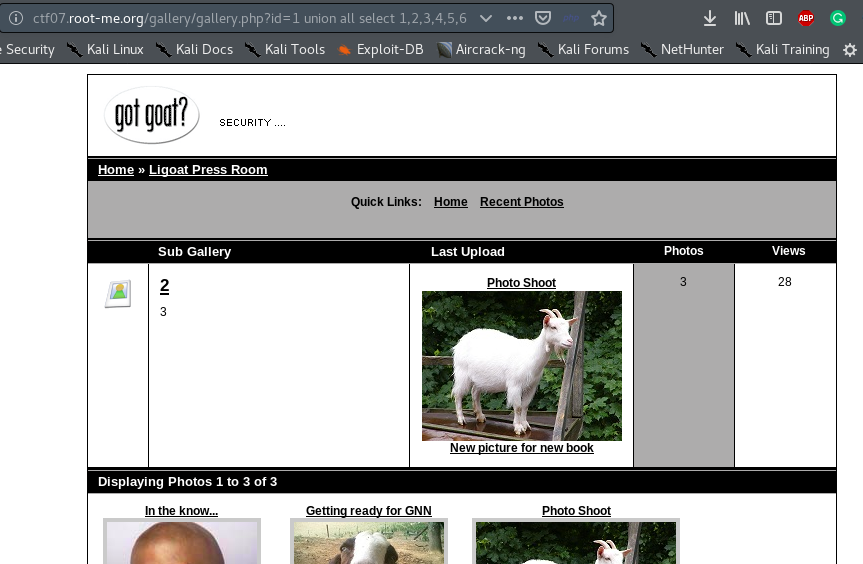 ctf07.root-me.org/gallery/gallery.php?id=1 union all select 1,2,3,4,5,6
ABP
Security Kali Linux Kali Docs Kali Tools Exploit-DB Aircrack-ng Kali Forums NetHunter Kali Training
got goat? SECURITY ....
Home » Ligoat Press Room
Quick Links: Home Recent Photos
Sub Gallery Last Upload Photos Views
2 Photo Shoot 3 28
3
New picture for new book
Displaying Photos 1 to 3 of 3
In the know... Getting ready for GNN Photo Shoot